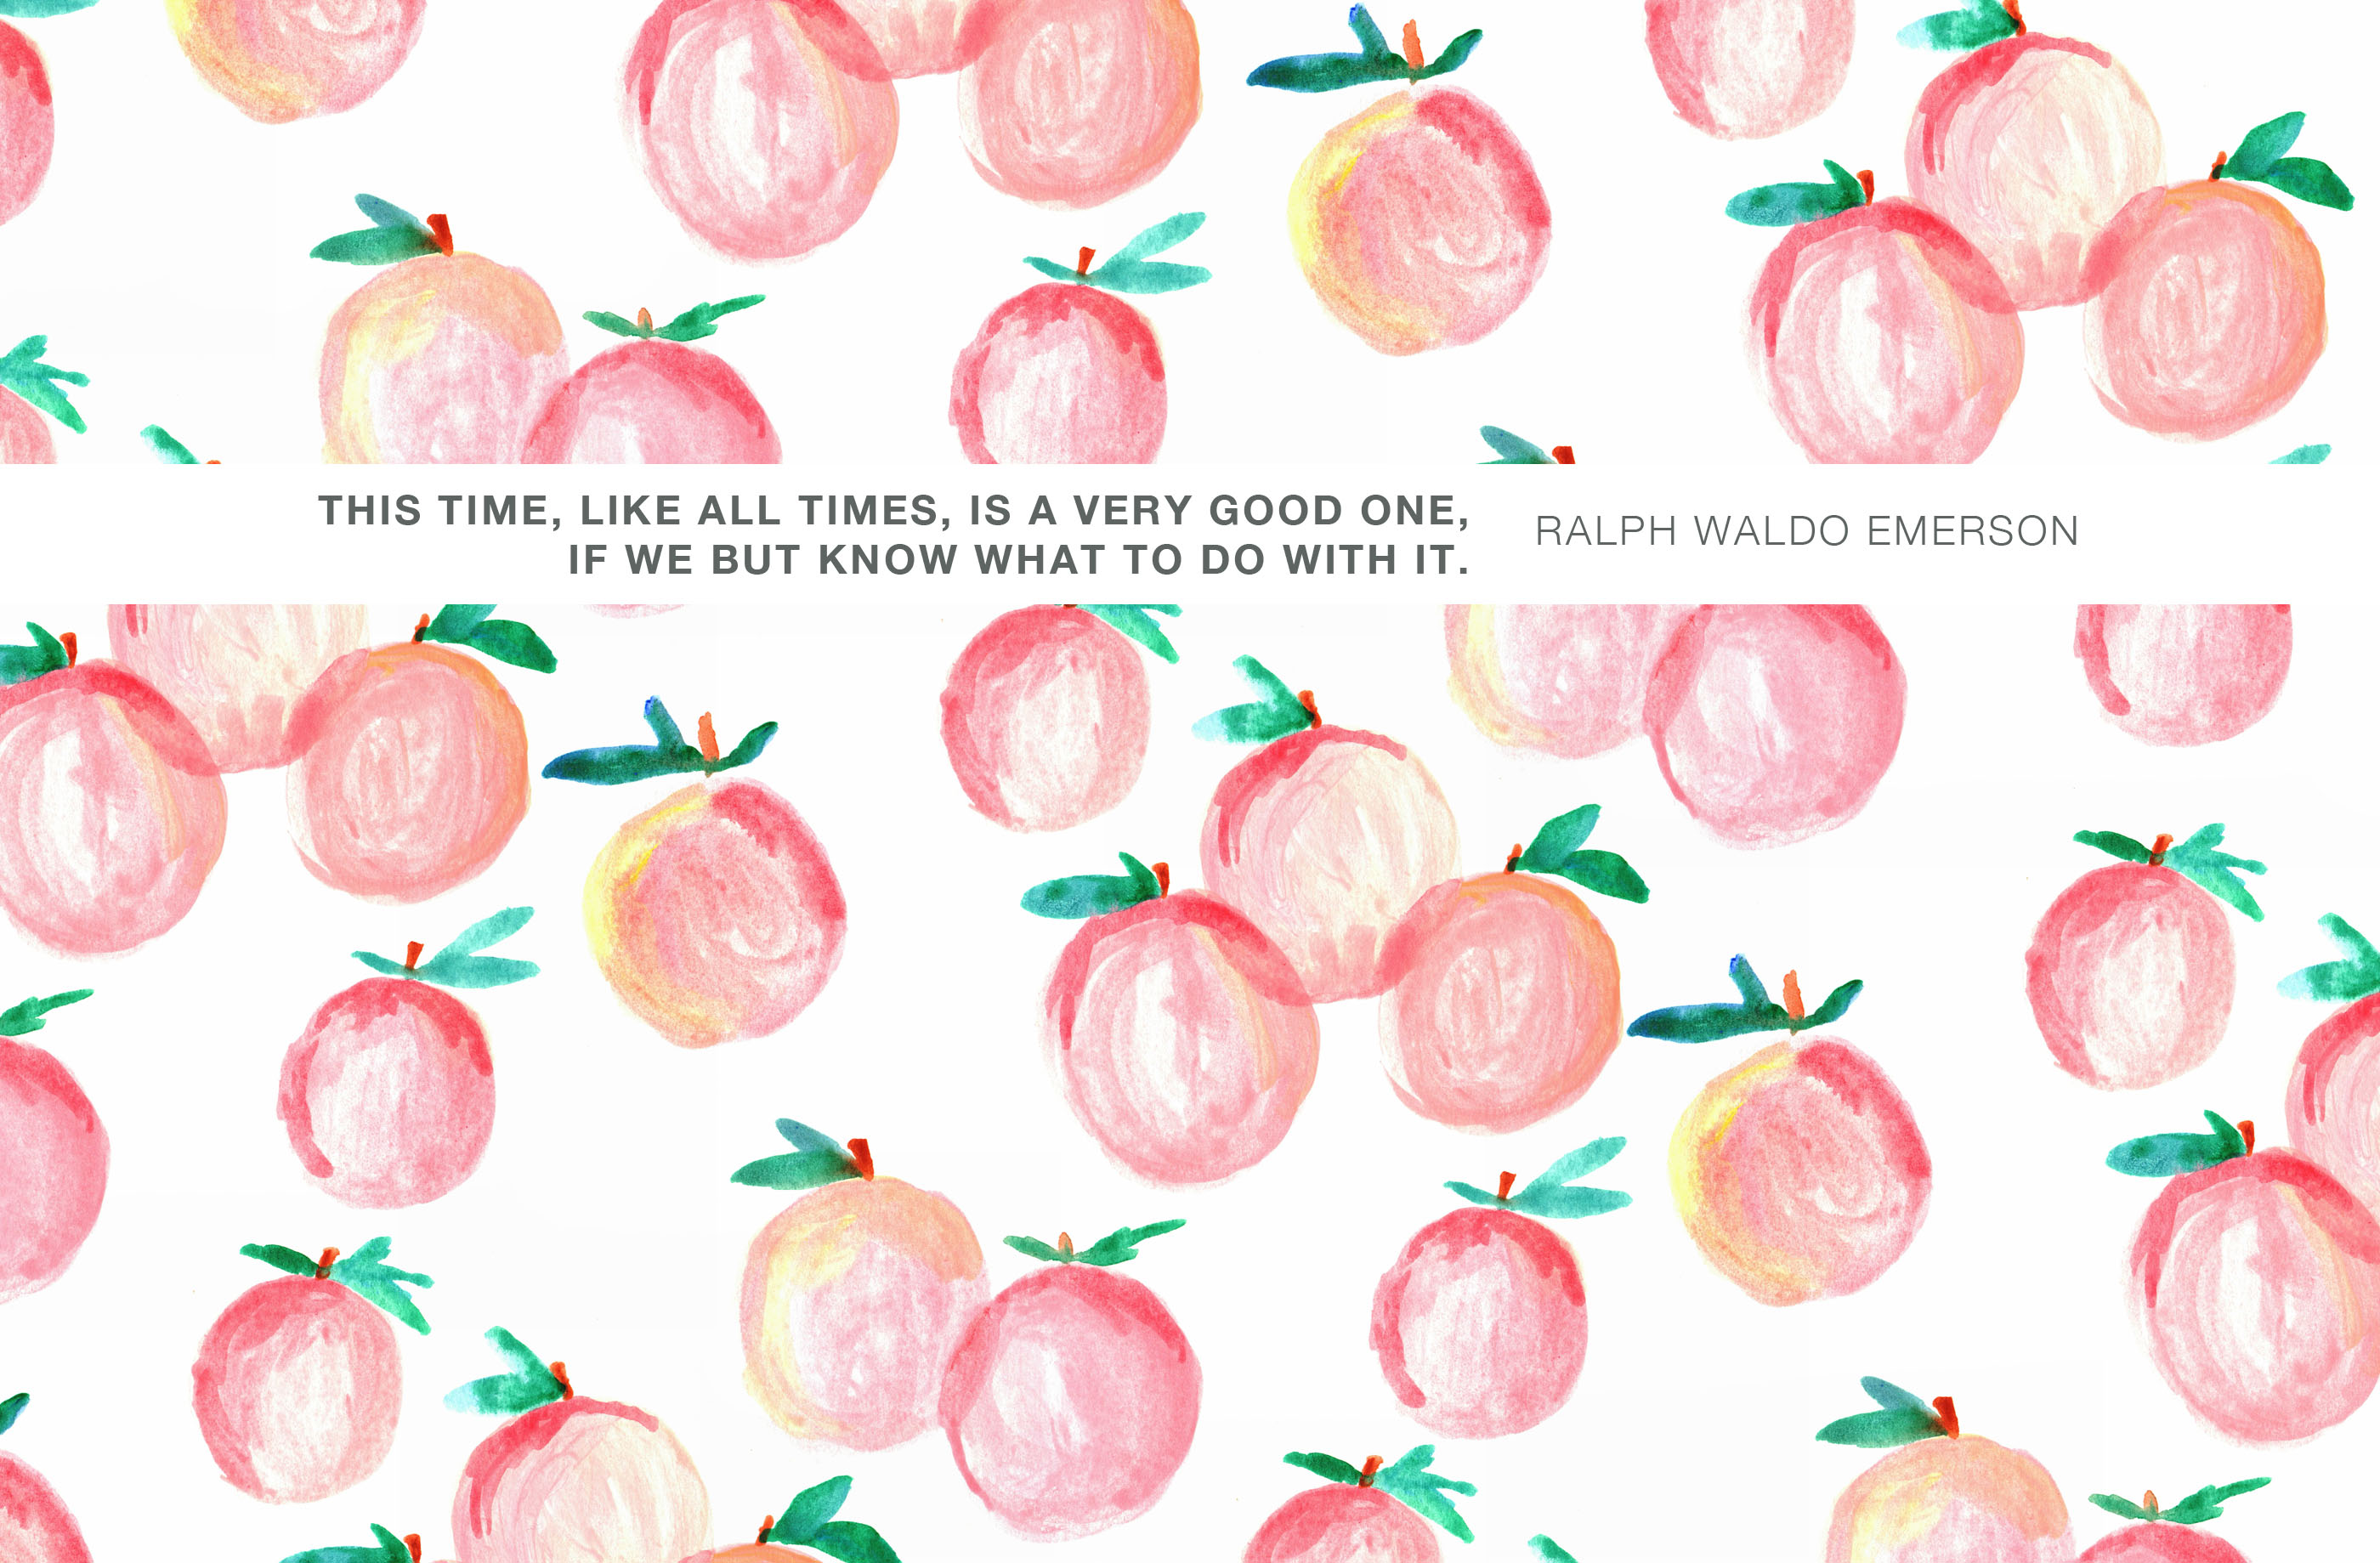 THIS TIME, LIKE ALL TIMES, IS A VERY GOOD ONE,
IF WE BUT KNOW WHAT TO DO WITH IT.
RALPH WALDO EMERSON